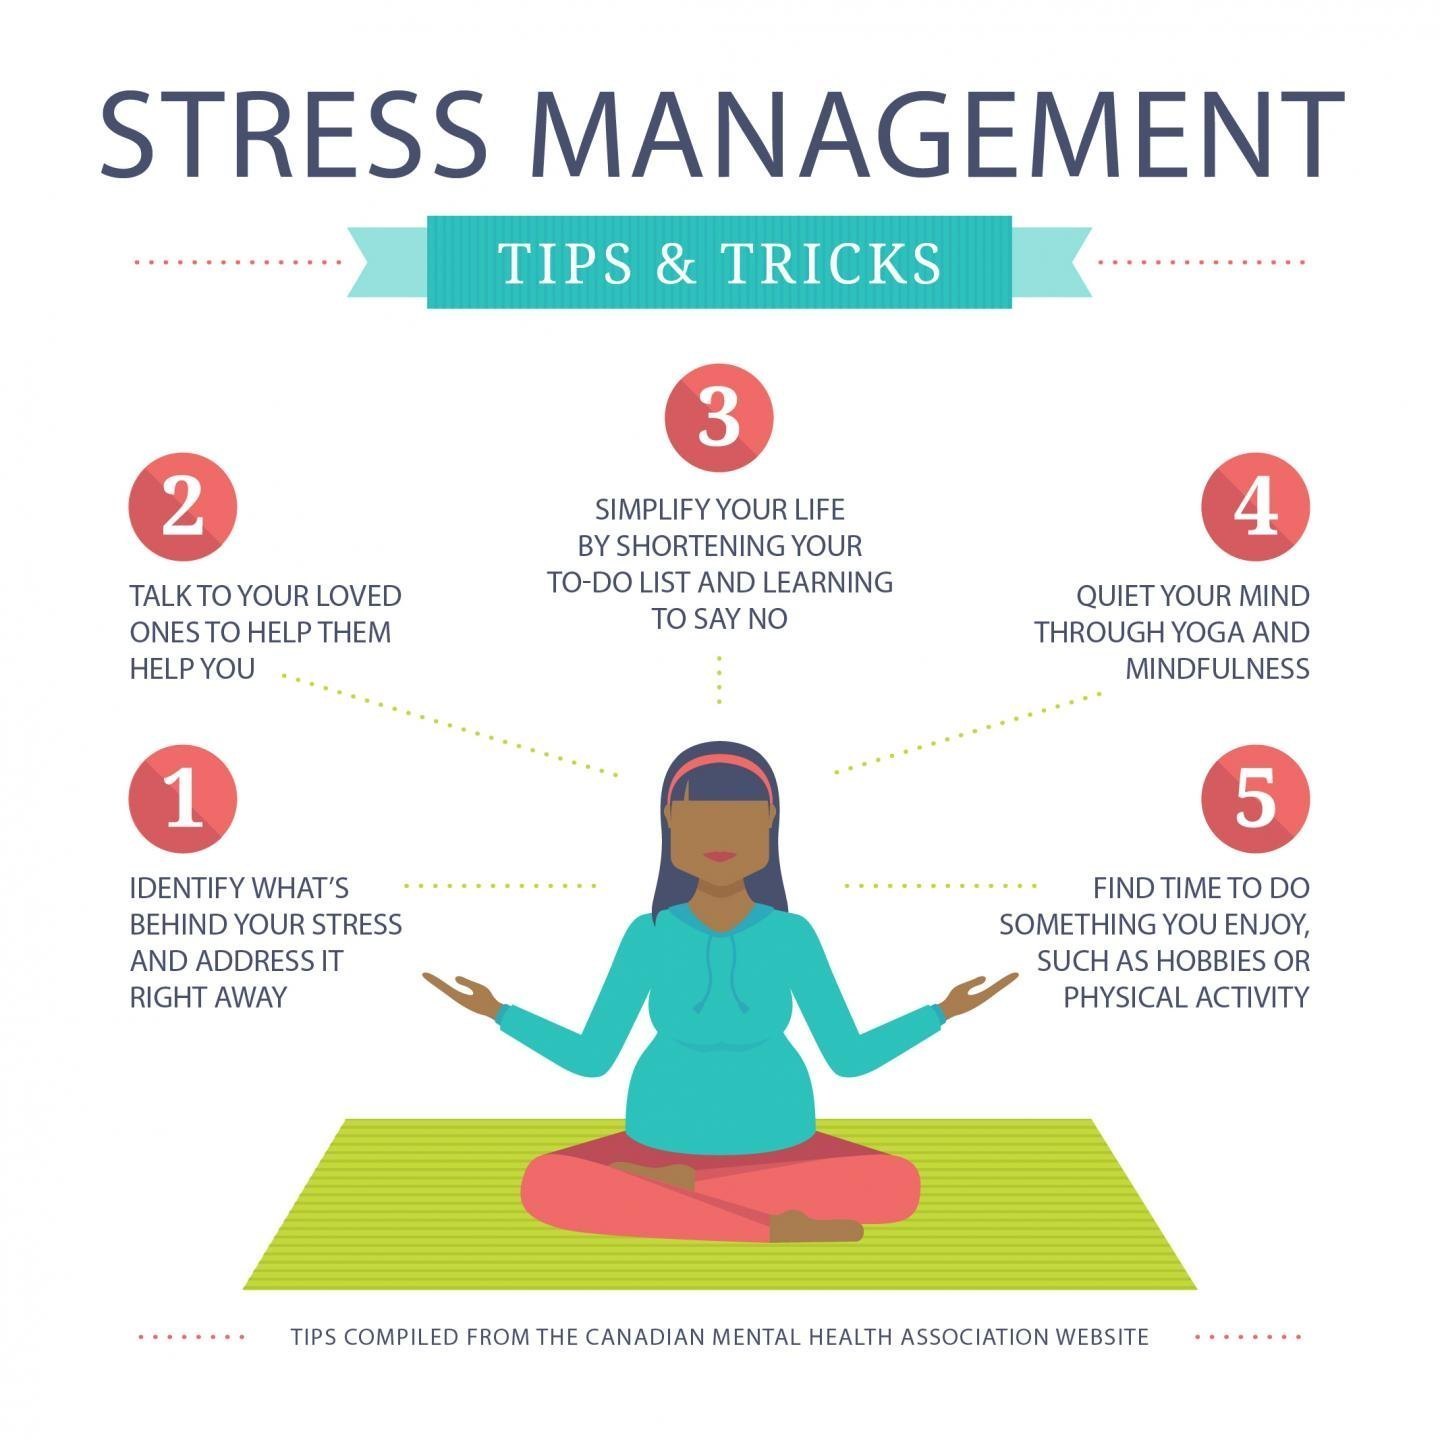 STRESS MANAGEMENT
TIPS & TRICKS
1
IDENTIFY WHAT'S
BEHIND YOUR STRESS
AND ADDRESS IT
RIGHT AWAY
2
TALK TO YOUR LOVED
ONES TO HELP THEM
HELP YOU
3
SIMPLIFY YOUR LIFE
BY SHORTENING YOUR
TO-DO LIST AND LEARNING
TO SAY NO
4
QUIET YOUR MIND
THROUGH YOGA AND
MINDFULNESS
5
FIND TIME TO DO
SOMETHING YOU ENJOY,
SUCH AS HOBBIES OR
PHYSICAL ACTIVITY
TIPS COMPILED FROM THE CANADIAN MENTAL HEALTH ASSOCIATION WEBSITE